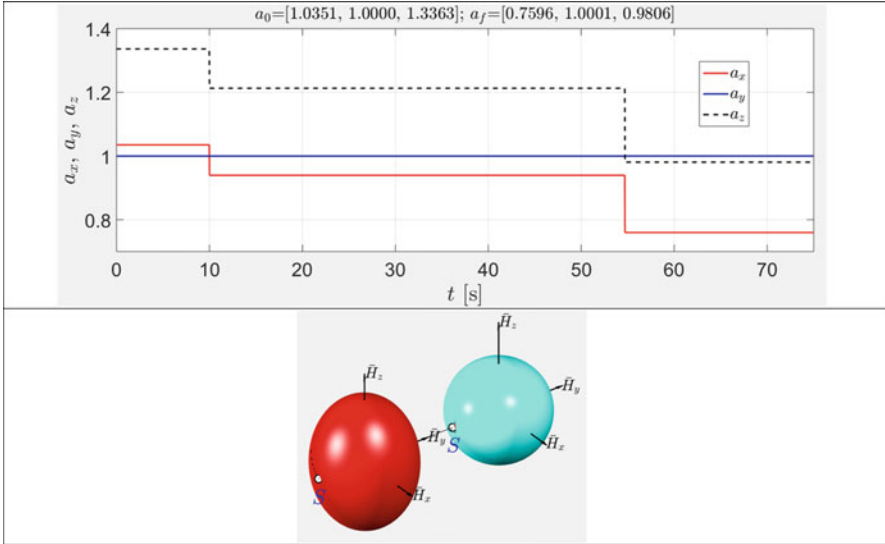 a₀=[1.0351, 1.0000, 1.3363]; a_f=[0.7596, 1.0001, 0.9806]
1.4
1.2
1
0.8
a_x, a_y, a_z
a_x
a_y
a_z
0 10 20 30 40 50 60 70
t [s]
H̄_z
H̄_z
H̄_y
H̄_y
S
H̄_x
S
H̄_x